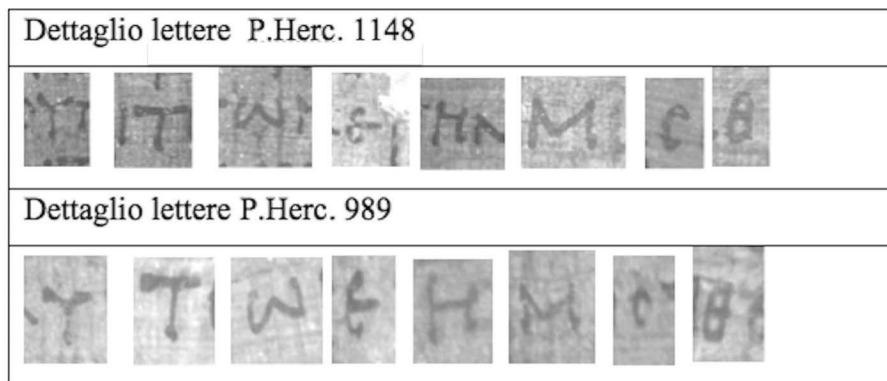 Dettaglio lettere P.Herc. 1148
Υ Τ ω ε Η Μ ϲ θ
Dettaglio lettere P.Herc. 989
Υ Τ ω ε Η Μ ϲ θ